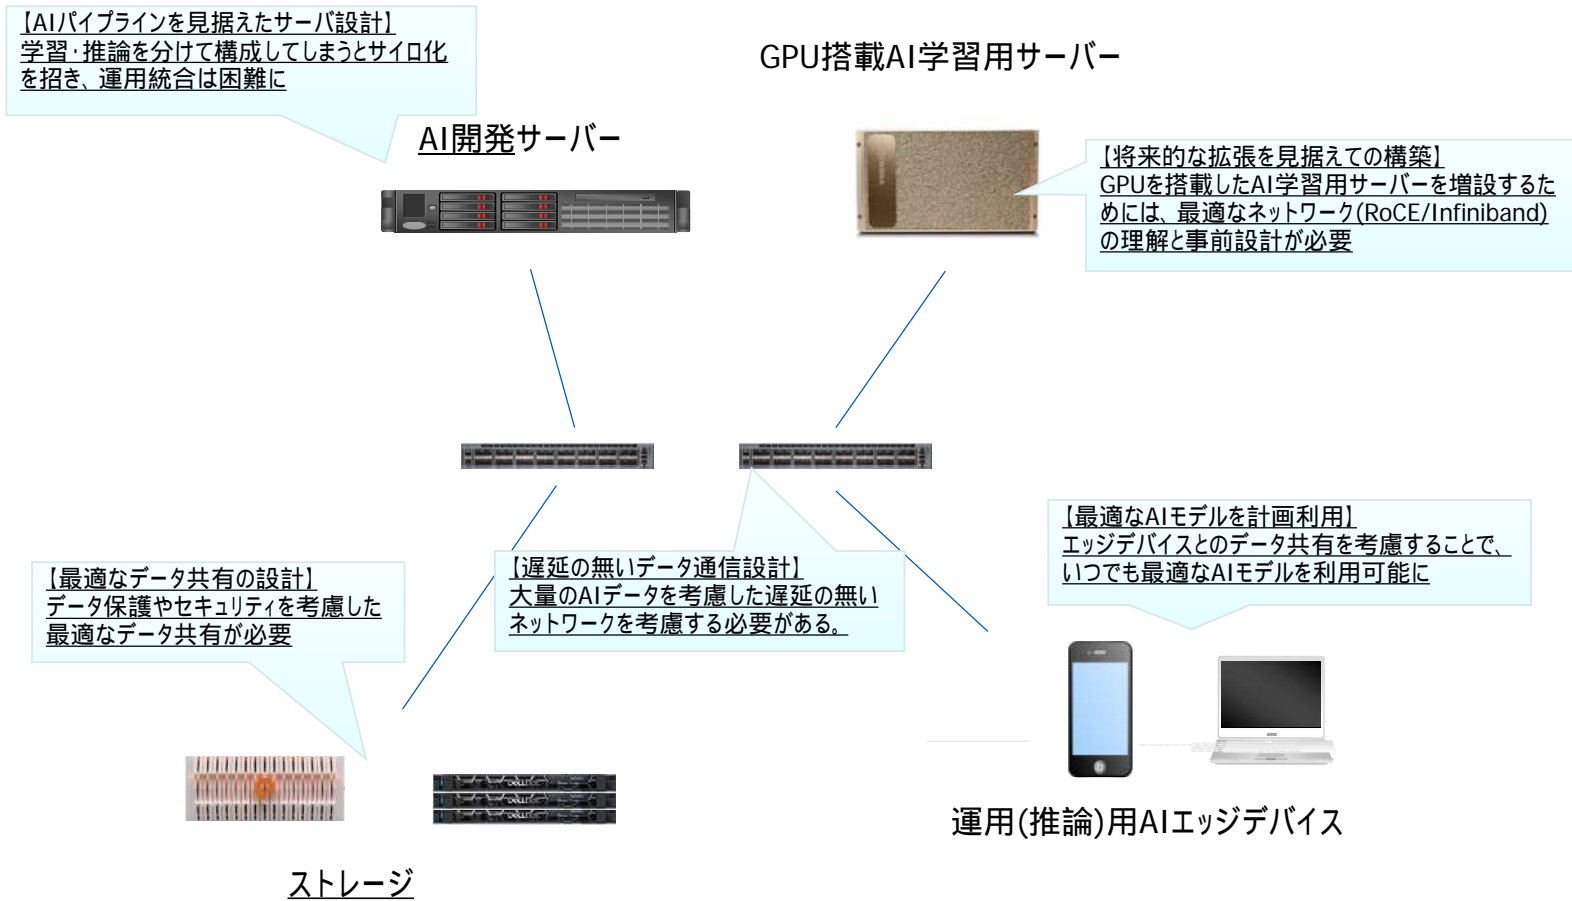 【AIパイプラインを見据えたサーバ設計】
学習・推論を分けて構成してしまうとサイロ化
を招き、運用統合は困難に
GPU搭載AI学習用サーバー
AI開発サーバー
【将来的な拡張を見据えての構築】
GPUを搭載したAI学習用サーバーを増設するた
めには、最適なネットワーク(RoCE/Infiniband)
の理解と事前設計が必要
【最適なデータ共有の設計】
データ保護やセキュリティを考慮した
最適なデータ共有が必要
【遅延の無いデータ通信設計】
大量のAIデータを考慮した遅延の無い
ネットワークを考慮する必要がある。
【最適なAIモデルを計画利用】
エッジデバイスとのデータ共有を考慮することで、
いつでも最適なAIモデルを利用可能に
運用(推論)用AIエッジデバイス
ストレージ